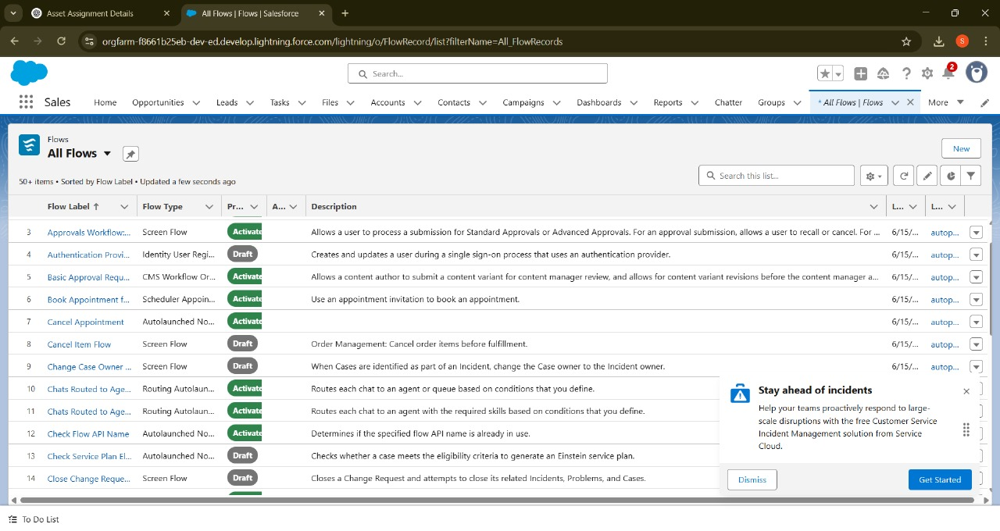 Asset Assignment Details
All Flows | Flows | Salesforce
orgfarm-f8661b25eb-dev-ed.develop.lightning.force.com/lightning/o/FlowRecord/list?filterName=All_FlowRecords
S
Search...
2
Sales Home Opportunities Leads Tasks Files Accounts Contacts Campaigns Dashboards Reports Chatter Groups * All Flows | Flows More
Flows
All Flows
New
50+ items • Sorted by Flow Label • Updated a few seconds ago
Search this list...
Flow Label ↑ Flow Type Pr... A... Description L... L...
3 Approvals Workflow:... Screen Flow Activate Allows a user to process a submission for Standard Approvals or Advanced Approvals. For an approval submission, allows a user to recall or cancel. For ... 6/15/... autop...
4 Authentication Provi... Identity User Regi... Draft Creates and updates a user during a single sign-on process that uses an authentication provider. 6/15/... autop...
5 Basic Approval Requ... CMS Workflow Or... Activate Allows a content author to submit a content variant for content manager review, and allows for content variant revisions before the content manager a... 6/15/... autop...
6 Book Appointment f... Scheduler Appoin... Activate Use an appointment invitation to book an appointment. 6/15/... autop...
7 Cancel Appointment Autolaunched No... Activate 6/15/... autop...
8 Cancel Item Flow Screen Flow Draft Order Management: Cancel order items before fulfillment. 6/15/... autop...
9 Change Case Owner ... Screen Flow Draft When Cases are identified as part of an Incident, change the Case owner to the Incident owner. 6/15/... autop...
10 Chats Routed to Age... Routing Autolaun... Activate Routes each chat to an agent or queue based on conditions that you define.
11 Chats Routed to Age... Routing Autolaun... Activate Routes each chat to an agent with the required skills based on conditions that you define.
12 Check Flow API Name Autolaunched No... Activate Determines if the specified flow API name is already in use.
13 Check Service Plan El... Autolaunched No... Draft Checks whether a case meets the eligibility criteria to generate an Einstein service plan.
14 Close Change Reque... Screen Flow Draft Closes a Change Request and attempts to close its related Incidents, Problems, and Cases.
Stay ahead of incidents
Help your teams proactively respond to large-
scale disruptions with the free Customer Service
Incident Management solution from Service
Cloud.
Dismiss Get Started
To Do List